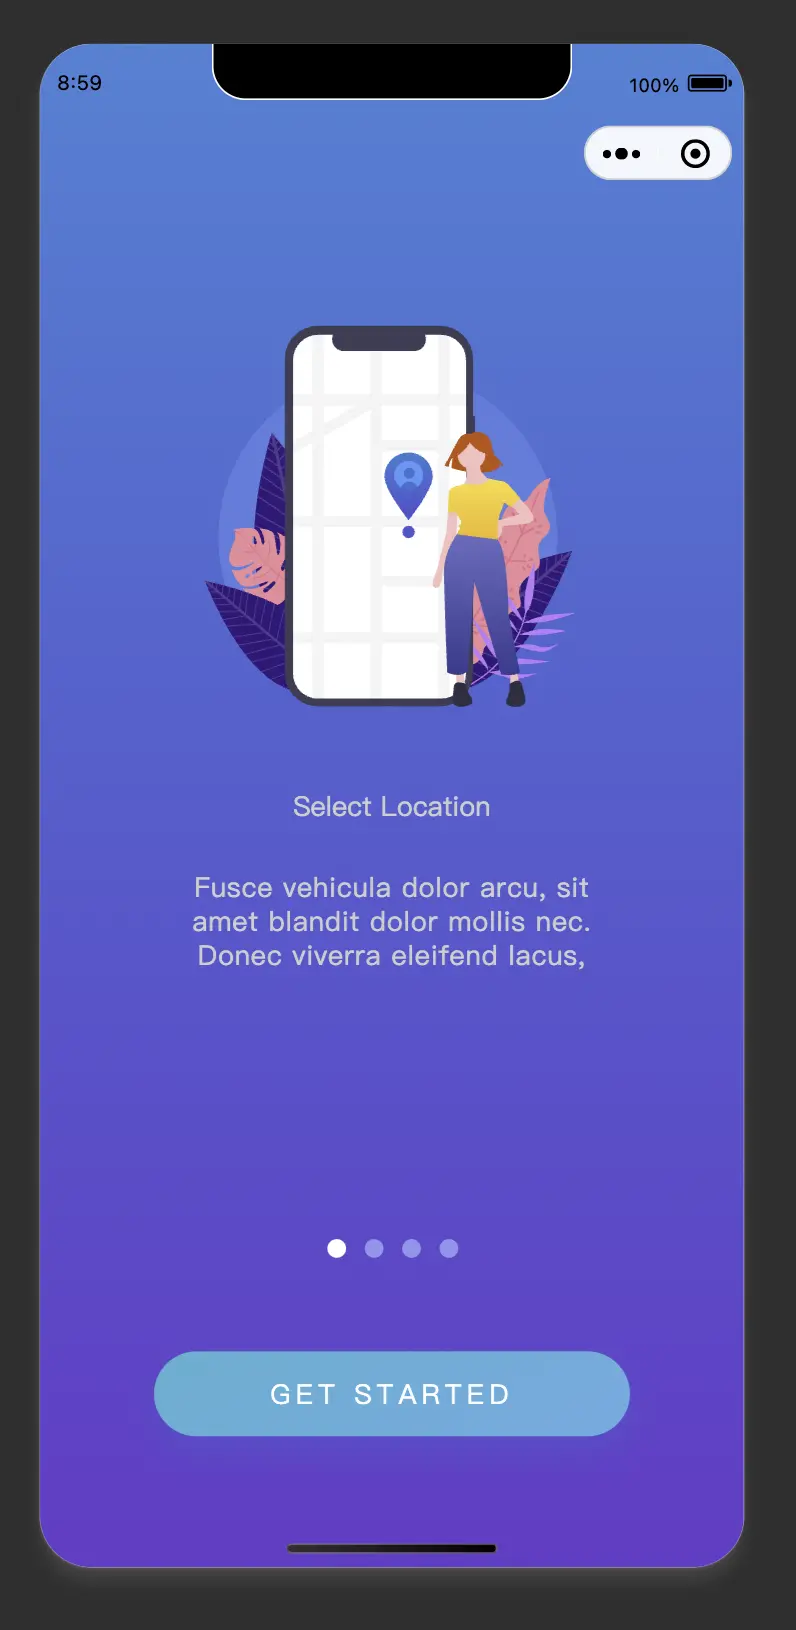 8:59
100%
Select Location
Fusce vehicula dolor arcu, sit
amet blandit dolor mollis nec.
Donec viverra eleifend lacus,
GET STARTED